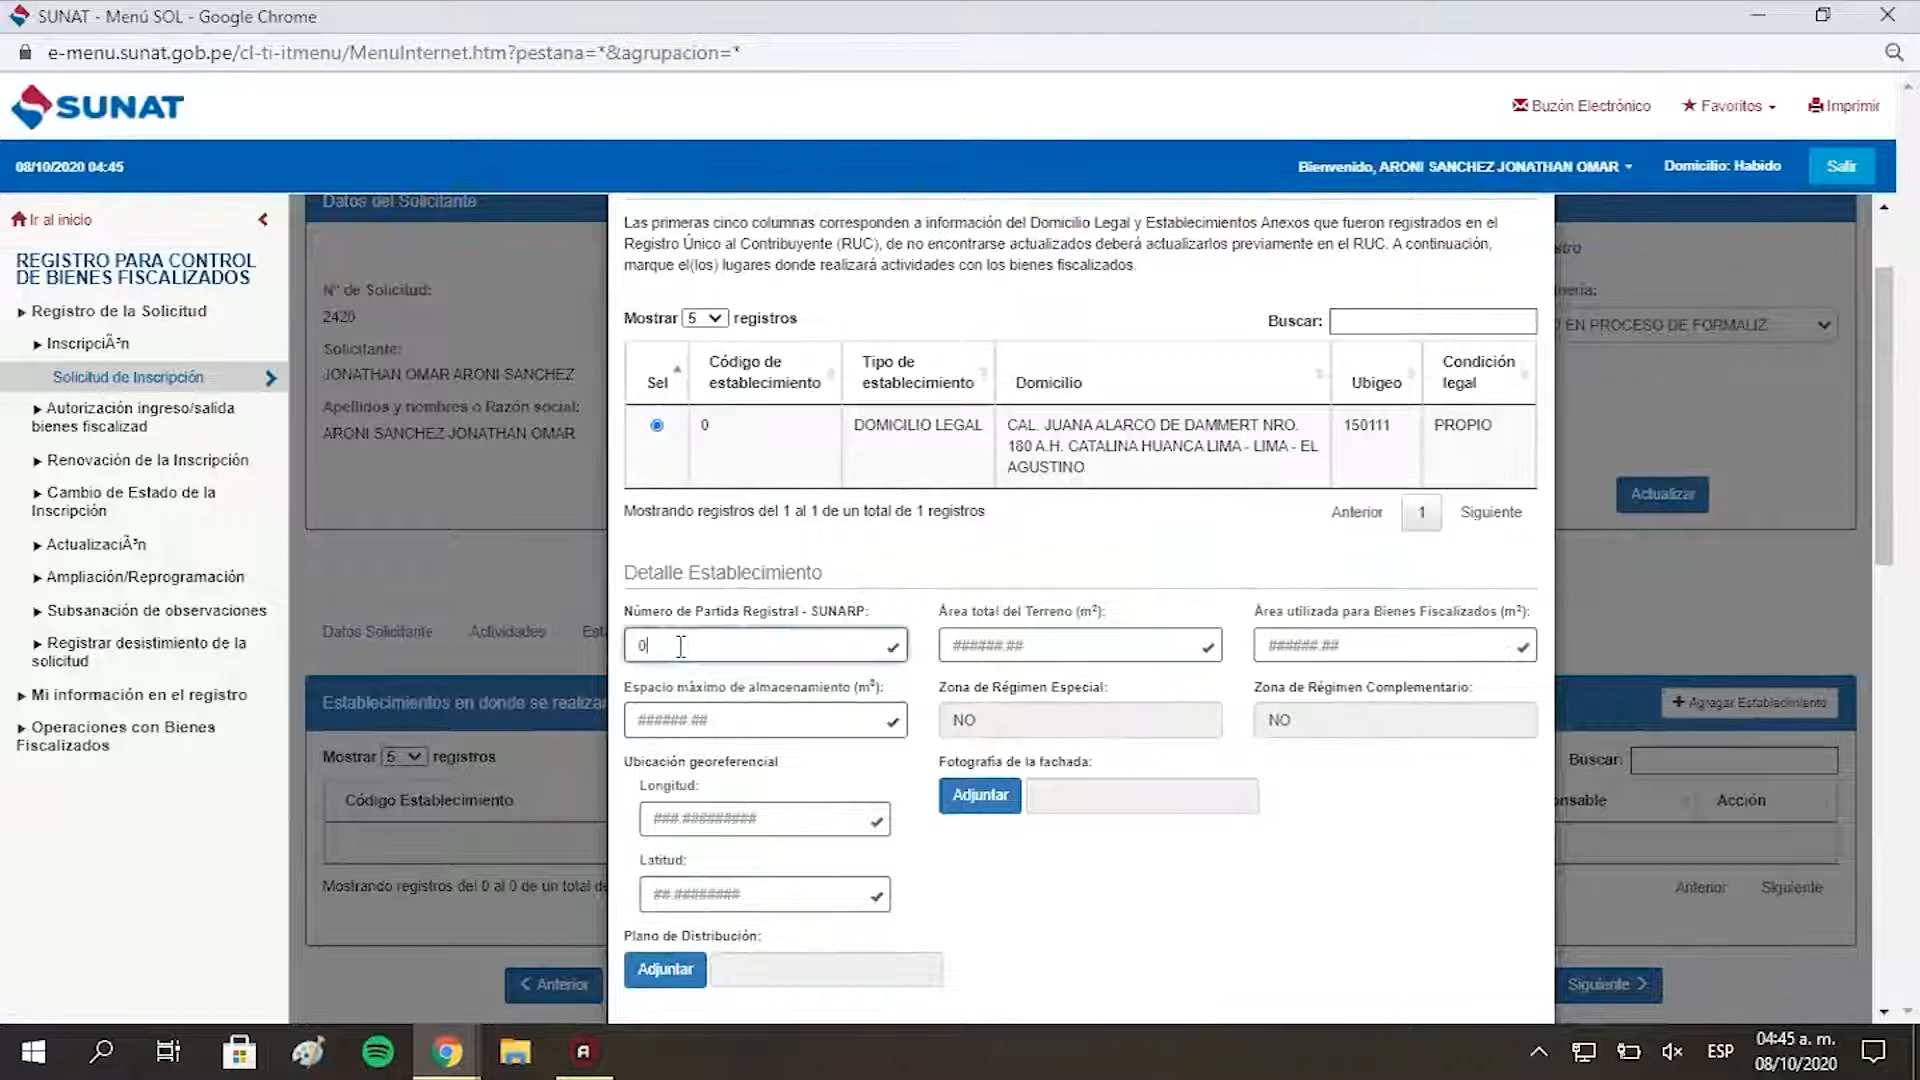 SUNAT - Menú SOL - Google Chrome
e-menu.sunat.gob.pe/cl-ti-itmenu/MenuInternet.htm?pestana=*&agrupacion=*
SUNAT
Buzón Electrónico
Favoritos
Imprimir
08/10/2020 04:45
Bienvenido, ARONI SANCHEZ JONATHAN OMAR
Domicilio: Habido
Salir
Ir al inicio
REGISTRO PARA CONTROL
DE BIENES FISCALIZADOS
Registro de la Solicitud
InscripciÃ³n
Solicitud de Inscripción
Autorización ingreso/salida
bienes fiscalizad
Renovación de la Inscripción
Cambio de Estado de la
Inscripción
ActualizaciÃ³n
Ampliación/Reprogramación
Subsanación de observaciones
Registrar desistimiento de la
solicitud
Mi información en el registro
Operaciones con Bienes
Fiscalizados
Datos del Solicitante
N° de Solicitud:
2420
Solicitante:
JONATHAN OMAR ARONI SANCHEZ
Apellidos y nombres o Razón social:
ARONI SANCHEZ JONATHAN OMAR
Datos Solicitante
Actividades
Est
Establecimientos en donde se realizar
Mostrar 5 registros
Código Establecimiento
Mostrando registros del 0 al 0 de un total de
Anterior
Las primeras cinco columnas corresponden a información del Domicilio Legal y Establecimientos Anexos que fueron registrados en el
Registro Único al Contribuyente (RUC), de no encontrarse actualizados deberá actualizarlos previamente en el RUC. A continuación,
marque el(los) lugares donde realizará actividades con los bienes fiscalizados.
Mostrar 5 registros
Buscar:
Sel
Código de
establecimiento
Tipo de
establecimiento
Domicilio
Ubigeo
Condición
legal
0
DOMICILIO LEGAL
CAL. JUANA ALARCO DE DAMMERT NRO.
180 A.H. CATALINA HUANCA LIMA - LIMA - EL
AGUSTINO
150111
PROPIO
Mostrando registros del 1 al 1 de un total de 1 registros
Anterior
1
Siguiente
Detalle Establecimiento
Número de Partida Registral - SUNARP:
Área total del Terreno (m²):
Área utilizada para Bienes Fiscalizados (m²):
0
######.##
######.##
Espacio máximo de almacenamiento (m³):
Zona de Régimen Especial:
Zona de Régimen Complementario:
######.##
NO
NO
Ubicación georeferencial
Fotografía de la fachada:
Longitud:
Adjuntar
###.#########
Latitud:
##.########
Plano de Distribución:
Adjuntar
EN PROCESO DE FORMALIZ
Actualizar
Agregar Establecimiento
Buscar:
onsable
Acción
Anterior
Siguiente
Siguiente
ESP
04:45 a. m.
08/10/2020